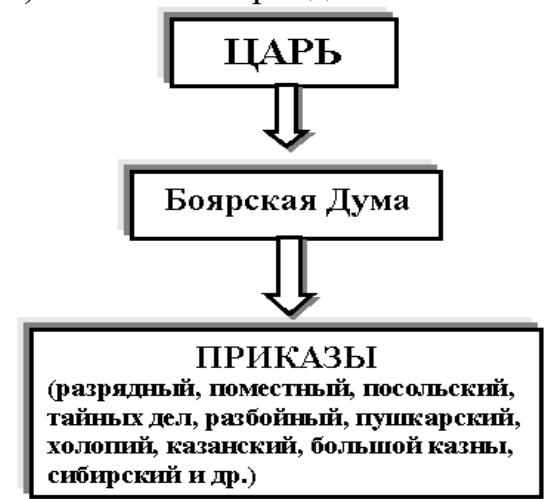 ЦАРЬ
Боярская Дума
ПРИКАЗЫ
(разрядный, поместный, посольский,
тайных дел, разбойный, пушкарский,
холопий, казанский, большой казны,
сибирский и др.)